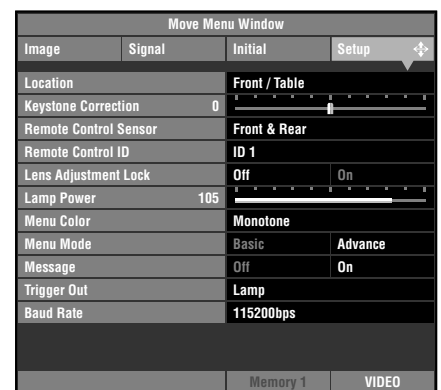 Move Menu Window
Image Signal Initial Setup
Location Front / Table
Keystone Correction 0
Remote Control Sensor Front & Rear
Remote Control ID ID 1
Lens Adjustment Lock Off On
Lamp Power 105
Menu Color Monotone
Menu Mode Basic Advance
Message Off On
Trigger Out Lamp
Baud Rate 115200bps
Memory 1 VIDEO